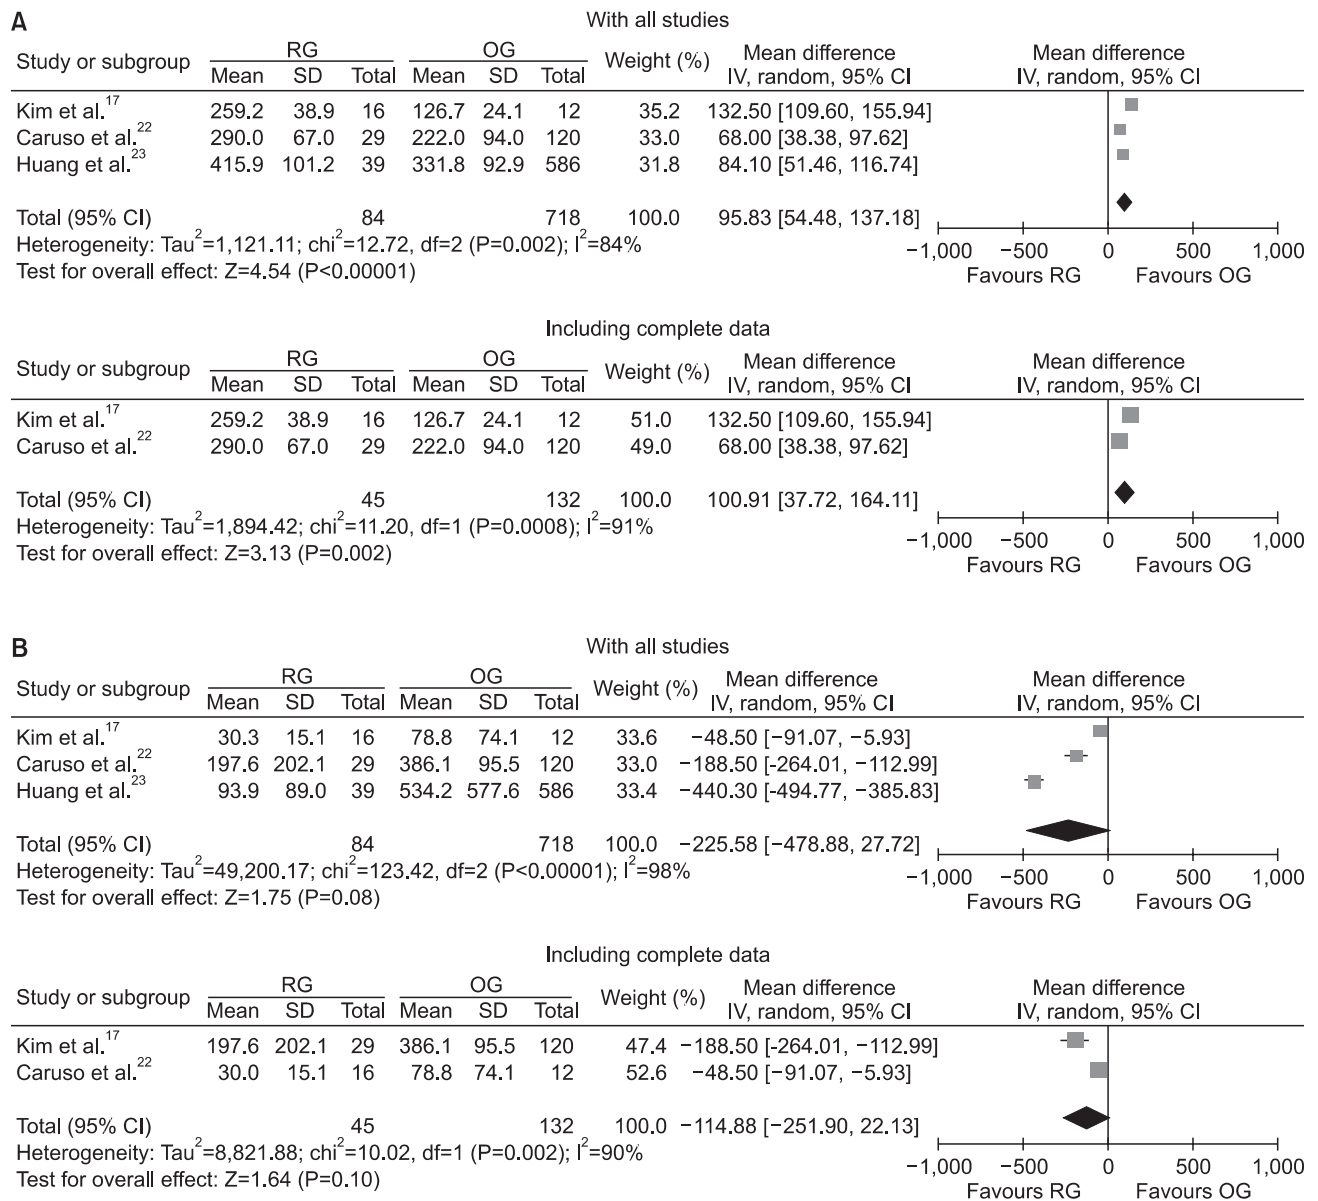 A
With all studies
Study or subgroup RG OG Weight (%) Mean difference Mean difference
Mean SD Total Mean SD Total IV, random, 95% CI IV, random, 95% CI
Kim et al.17 259.2 38.9 16 126.7 24.1 12 35.2 132.50 [109.60, 155.94]
Caruso et al.22 290.0 67.0 29 222.0 94.0 120 33.0 68.00 [38.38, 97.62]
Huang et al.23 415.9 101.2 39 331.8 92.9 586 31.8 84.10 [51.46, 116.74]
Total (95% CI) 84 718 100.0 95.83 [54.48, 137.18]
Heterogeneity: Tau2=1,121.11; chi2=12.72, df=2 (P=0.002); I2=84%
Test for overall effect: Z=4.54 (P<0.00001)
−1,000 −500 0 500 1,000
Favours RG Favours OG
Including complete data
Study or subgroup RG OG Weight (%) Mean difference Mean difference
Mean SD Total Mean SD Total IV, random, 95% CI IV, random, 95% CI
Kim et al.17 259.2 38.9 16 126.7 24.1 12 51.0 132.50 [109.60, 155.94]
Caruso et al.22 290.0 67.0 29 222.0 94.0 120 49.0 68.00 [38.38, 97.62]
Total (95% CI) 45 132 100.0 100.91 [37.72, 164.11]
Heterogeneity: Tau2=1,894.42; chi2=11.20, df=1 (P=0.0008); I2=91%
Test for overall effect: Z=3.13 (P=0.002)
−1,000 −500 0 500 1,000
Favours RG Favours OG
B
With all studies
Study or subgroup RG OG Weight (%) Mean difference Mean difference
Mean SD Total Mean SD Total IV, random, 95% CI IV, random, 95% CI
Kim et al.17 30.3 15.1 16 78.8 74.1 12 33.6 −48.50 [−91.07, −5.93]
Caruso et al.22 197.6 202.1 29 386.1 95.5 120 33.0 −188.50 [-264.01, −112.99]
Huang et al.23 93.9 89.0 39 534.2 577.6 586 33.4 −440.30 [-494.77, −385.83]
Total (95% CI) 84 718 100.0 −225.58 [−478.88, 27.72]
Heterogeneity: Tau2=49,200.17; chi2=123.42, df=2 (P<0.00001); I2=98%
Test for overall effect: Z=1.75 (P=0.08)
−1,000 −500 0 500 1,000
Favours RG Favours OG
Including complete data
Study or subgroup RG OG Weight (%) Mean difference Mean difference
Mean SD Total Mean SD Total IV, random, 95% CI IV, random, 95% CI
Kim et al.17 197.6 202.1 29 386.1 95.5 120 47.4 −188.50 [-264.01, −112.99]
Caruso et al.22 30.0 15.1 16 78.8 74.1 12 52.6 −48.50 [−91.07, −5.93]
Total (95% CI) 45 132 100.0 −114.88 [−251.90, 22.13]
Heterogeneity: Tau2=8,821.88; chi2=10.02, df=1 (P=0.002); I2=90%
Test for overall effect: Z=1.64 (P=0.10)
−1,000 −500 0 500 1,000
Favours RG Favours OG